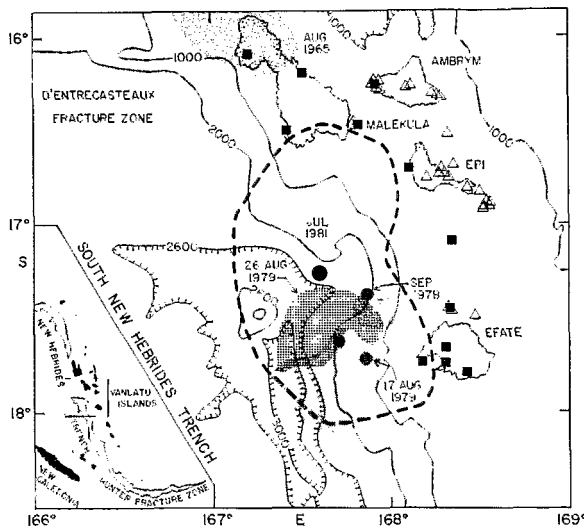 16°
1000
AUG
1965
1000
AMBRYM
D'ENTRECASTEAUX
FRACTURE ZONE
2000
MALEKULA
1000
EPI
17°
S
JUL
1981
2600
26 AUG
1979
SEP
1978
SOUTH NEW HEBRIDES TRENCH
EFATE
NEW HEBRIDES
VANUATU
ISLANDS
17 AUG
1979
18°
3000
TRENCH
NEW
CALEDONIA
HUNTER FRACTURE ZONE
166°
167°
E
168°
169°